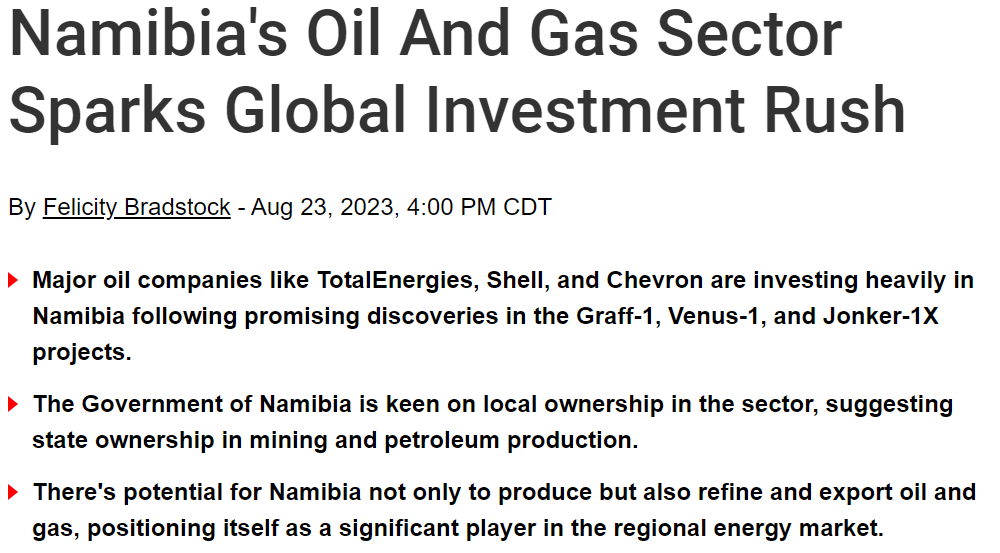 Namibia's Oil And Gas Sector
Sparks Global Investment Rush
By Felicity Bradstock - Aug 23, 2023, 4:00 PM CDT
Major oil companies like TotalEnergies, Shell, and Chevron are investing heavily in
Namibia following promising discoveries in the Graff-1, Venus-1, and Jonker-1X
projects.
The Government of Namibia is keen on local ownership in the sector, suggesting
state ownership in mining and petroleum production.
There's potential for Namibia not only to produce but also refine and export oil and
gas, positioning itself as a significant player in the regional energy market.